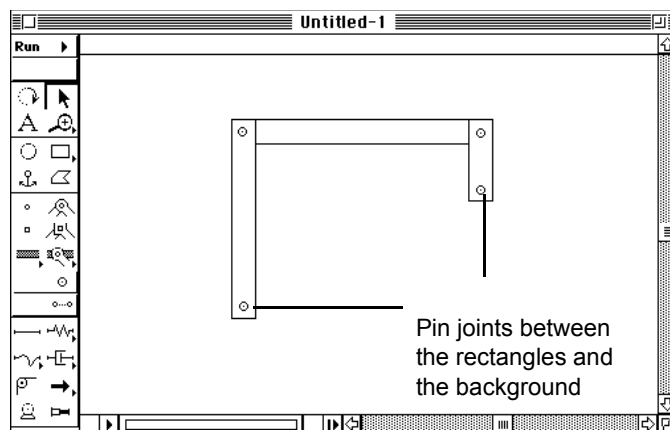 Untitled-1
Run
A
Pin joints between
the rectangles and
the background